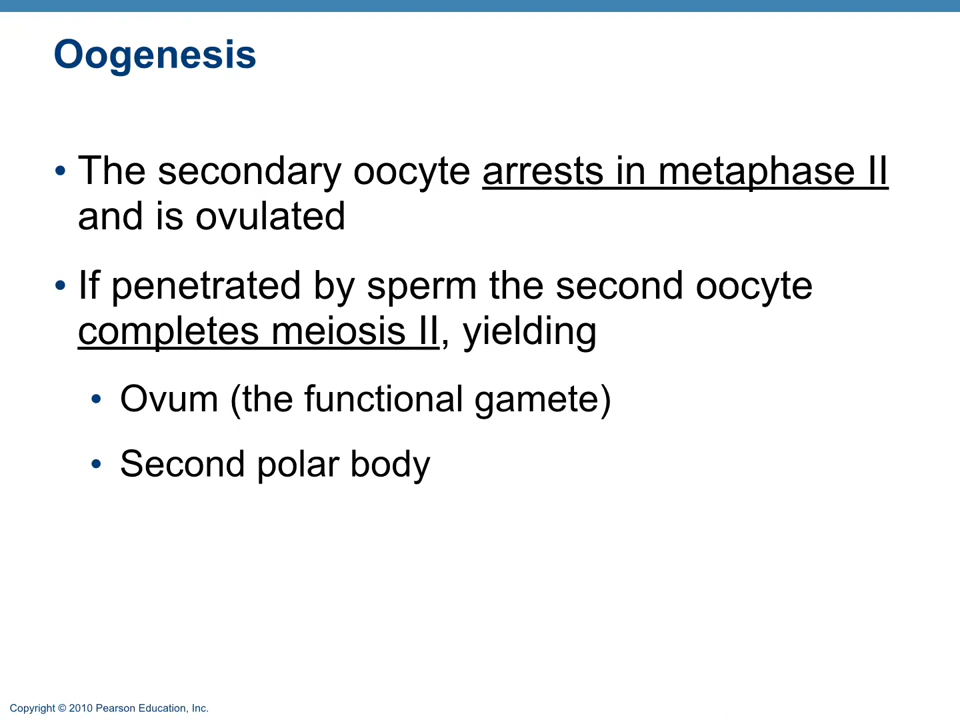 Oogenesis
• The secondary oocyte arrests in metaphase II
and is ovulated
• If penetrated by sperm the second oocyte
completes meiosis II, yielding
• Ovum (the functional gamete)
• Second polar body
Copyright © 2010 Pearson Education, Inc.